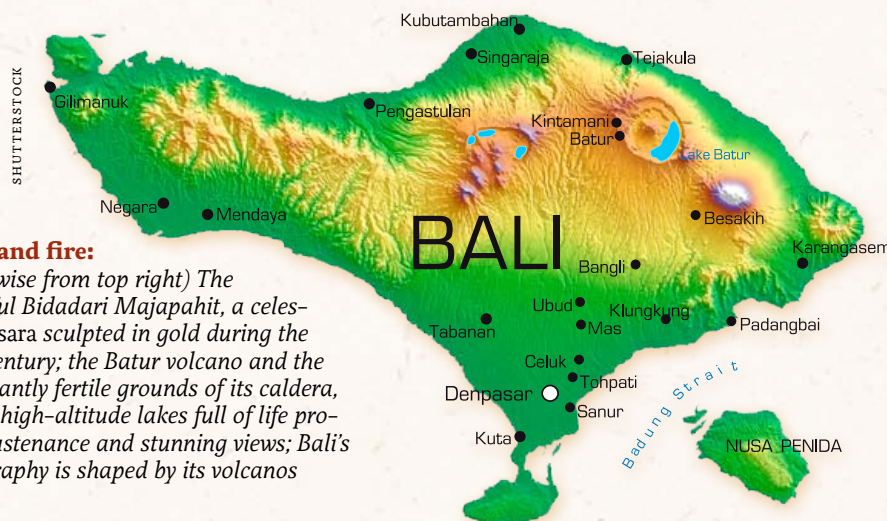 SHUTTERSTOCK
Kubutambahan
Singaraja
Tejakula
Gilimanuk
Pengastulan
Kintamani
Batur
Lake Batur
Negara
Mendaya
Besakih
BALI
Karangasem
Bangli
Ubud
Klungkung
Tabanan
Mas
Padangbai
Celuk
Tohpati
Denpasar
Sanur
Kuta
Badung Strait
NUSA PENIDA
and fire:
wise from top right) The
ul Bidadari Majapahit, a celes-
sara sculpted in gold during the
entury; the Batur volcano and the
antly fertile grounds of its caldera,
high-altitude lakes full of life pro-
ustenance and stunning views; Bali's
raphy is shaped by its volcanos